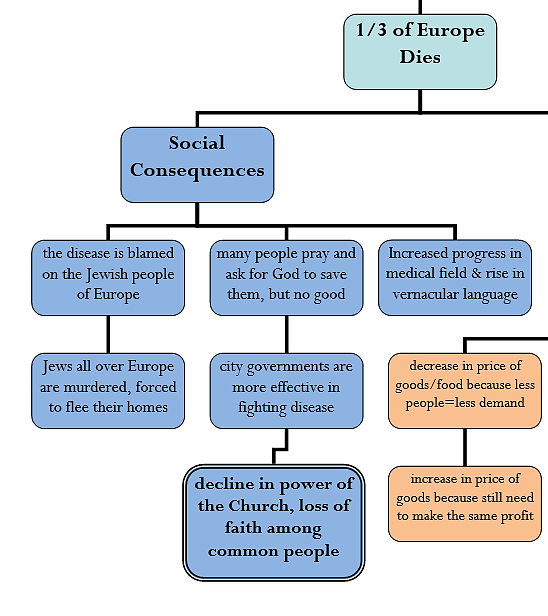 1/3 of Europe
Dies
Social
Consequences
the disease is blamed
on the Jewish people
of Europe
many people pray and
ask for God to save
them, but no good
Increased progress in
medical field & rise in
vernacular language
Jews all over Europe
are murdered, forced
to flee their homes
city governments are
more effective in
fighting disease
decrease in price of
goods/food because less
people=less demand
decline in power of
the Church, loss of
faith among
common people
increase in price of
goods because still need
to make the same profit